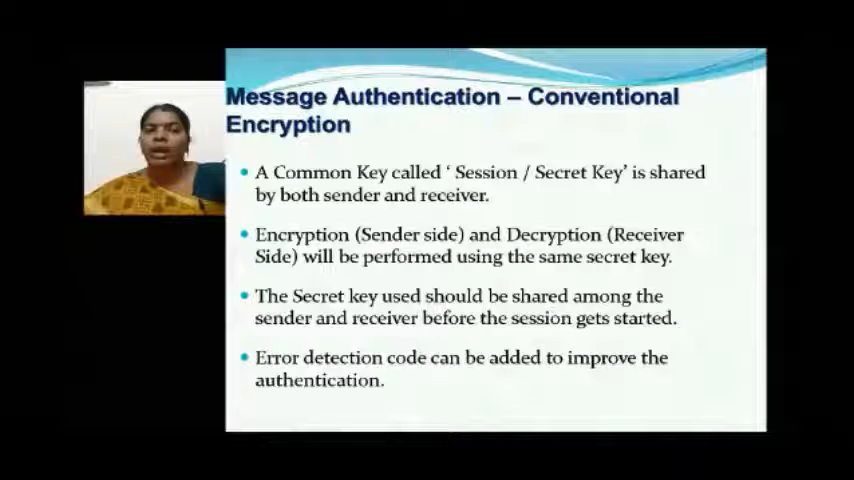 Message Authentication – Conventional
Encryption
• A Common Key called ‘ Session / Secret Key’ is shared
by both sender and receiver.
• Encryption (Sender side) and Decryption (Receiver
Side) will be performed using the same secret key.
• The Secret key used should be shared among the
sender and receiver before the session gets started.
• Error detection code can be added to improve the
authentication.